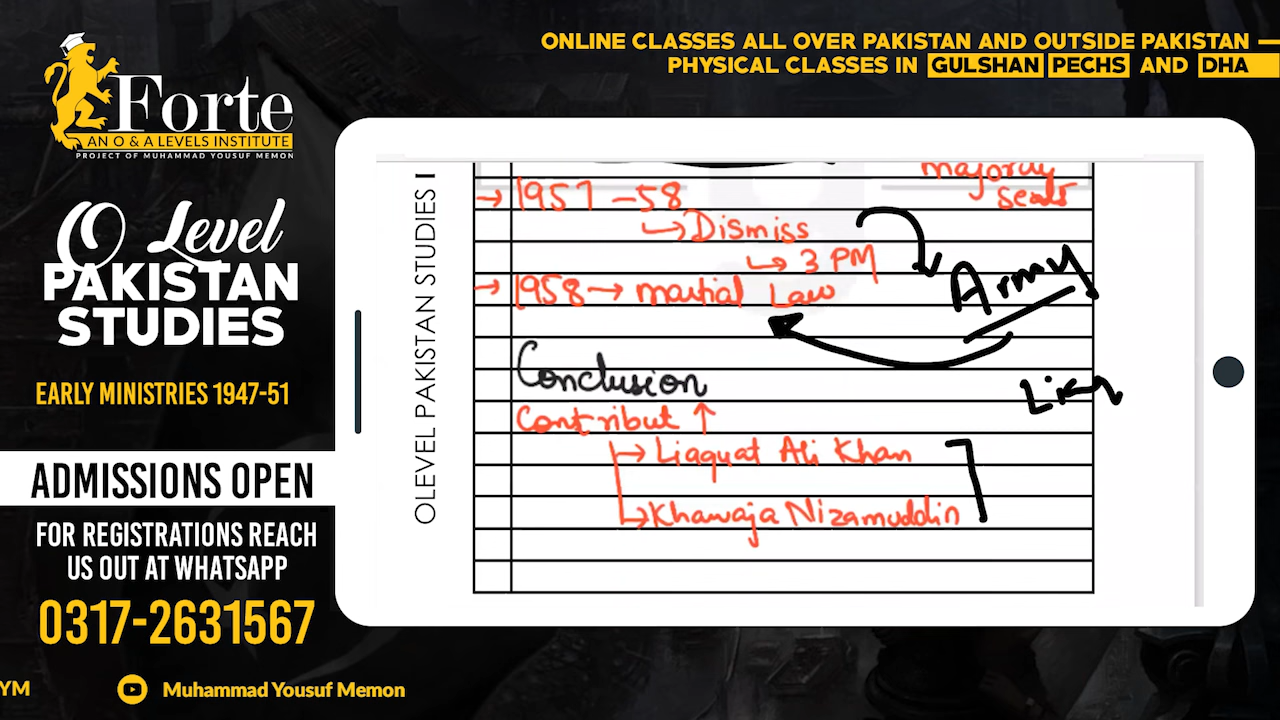 Forte
AN O & A LEVELS INSTITUTE
PROJECT OF MUHAMMAD YOUSUF MEMON
O Level
PAKISTAN
STUDIES
EARLY MINISTRIES 1947-51
ADMISSIONS OPEN
FOR REGISTRATIONS REACH
US OUT AT WHATSAPP
0317-2631567
YM
Muhammad Yousuf Memon
ONLINE CLASSES ALL OVER PAKISTAN AND OUTSIDE PAKISTAN
PHYSICAL CLASSES IN GULSHAN PECHS AND DHA
OLEVEL PAKISTAN STUDIES I
majority
seats
→ 1957 - 58
↳ Dismiss
↳ 3 PM
Army
→ 1958 → martial Law
Conclusion
Contribut ↑
→ Liaquat Ali Khan
↳ Khawaja Nizamuddin